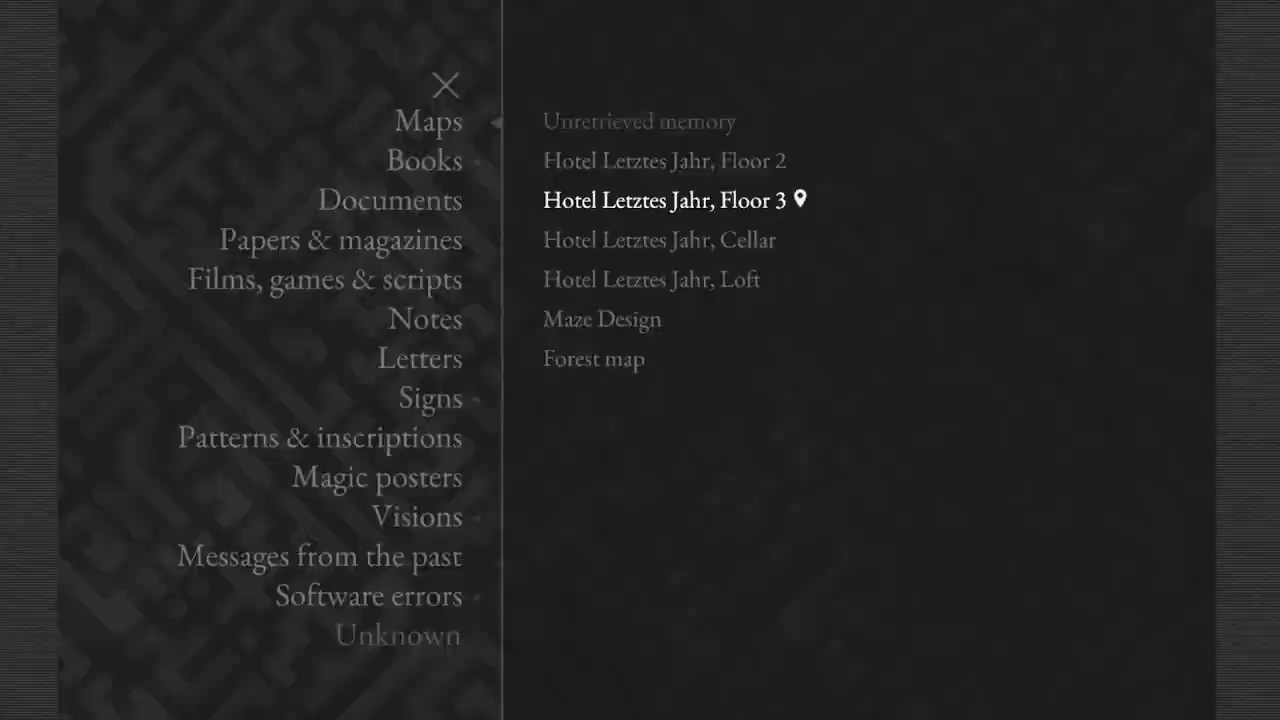 Maps
Books
Documents
Papers & magazines
Films, games & scripts
Notes
Letters
Signs
Patterns & inscriptions
Magic posters
Visions
Messages from the past
Software errors
Unknown
Unretrieved memory
Hotel Letztes Jahr, Floor 2
Hotel Letztes Jahr, Floor 3
Hotel Letztes Jahr, Cellar
Hotel Letztes Jahr, Loft
Maze Design
Forest map